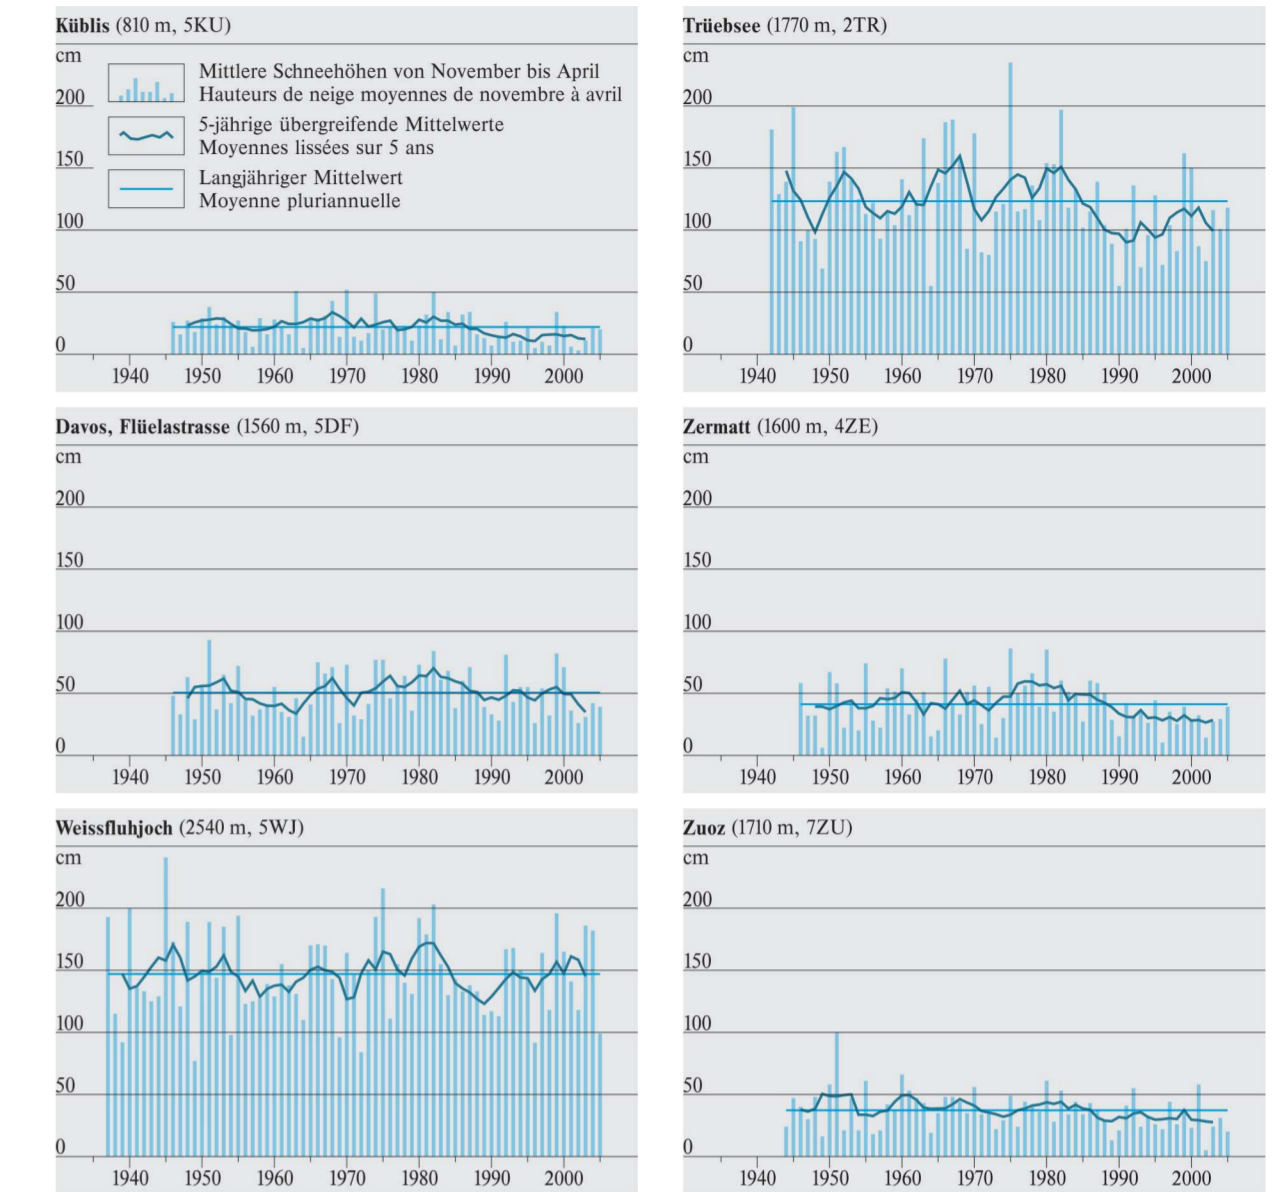 Küblis (810 m, 5KU)
cm
200
150
100
50
0
1940 1950 1960 1970 1980 1990 2000
Mittlere Schneehöhen von November bis April
Hauteurs de neige moyennes de novembre à avril
5-jährige übergreifende Mittelwerte
Moyennes lissées sur 5 ans
Langjähriger Mittelwert
Moyenne pluriannuelle
Trüebsee (1770 m, 2TR)
cm
200
150
100
50
0
1940 1950 1960 1970 1980 1990 2000
Davos, Flüelastrasse (1560 m, 5DF)
cm
200
150
100
50
0
1940 1950 1960 1970 1980 1990 2000
Zermatt (1600 m, 4ZE)
cm
200
150
100
50
0
1940 1950 1960 1970 1980 1990 2000
Weissfluhjoch (2540 m, 5WJ)
cm
200
150
100
50
0
1940 1950 1960 1970 1980 1990 2000
Zuoz (1710 m, 7ZU)
cm
200
150
100
50
0
1940 1950 1960 1970 1980 1990 2000